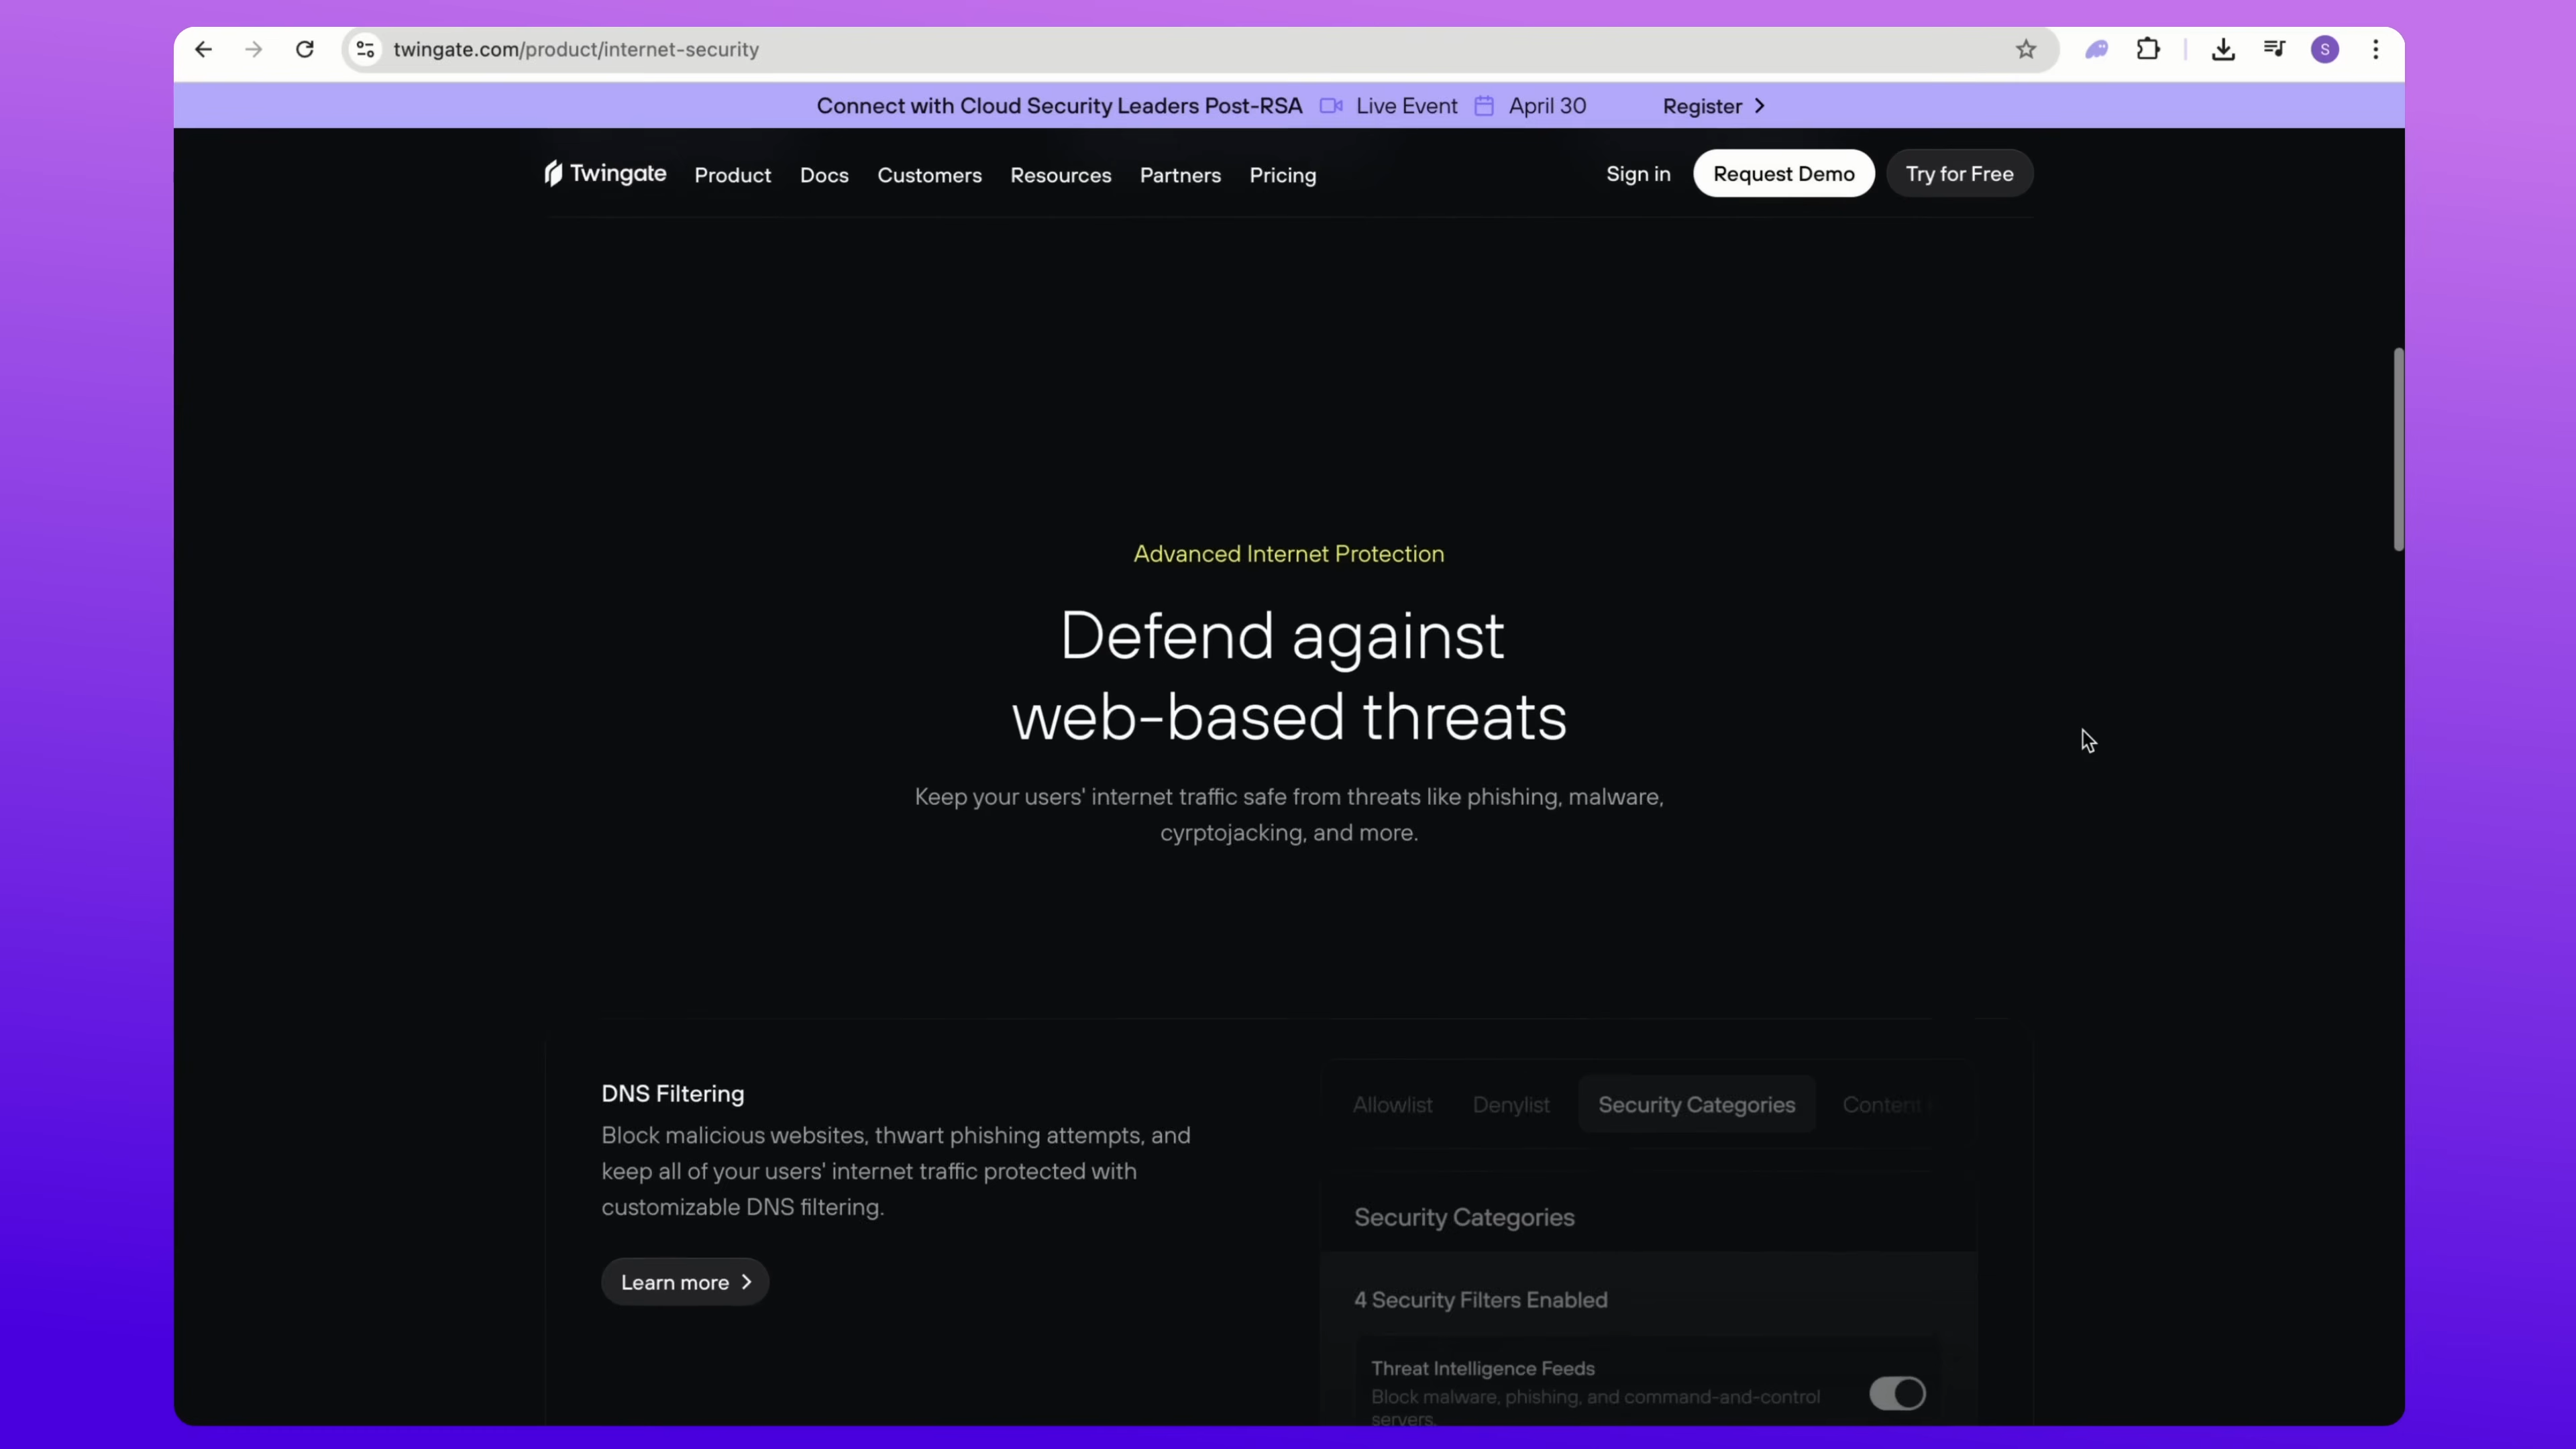 twingate.com/product/internet-security
S
Connect with Cloud Security Leaders Post-RSA Live Event April 30 Register
Twingate Product Docs Customers Resources Partners Pricing Sign in Request Demo Try for Free
Advanced Internet Protection
Defend against
web-based threats
Keep your users' internet traffic safe from threats like phishing, malware,
cyrptojacking, and more.
DNS Filtering
Block malicious websites, thwart phishing attempts, and
keep all of your users' internet traffic protected with
customizable DNS filtering.
Learn more
Allowlist Denylist Security Categories Content
Security Categories
4 Security Filters Enabled
Threat Intelligence Feeds
Block malware, phishing, and command-and-control
servers.